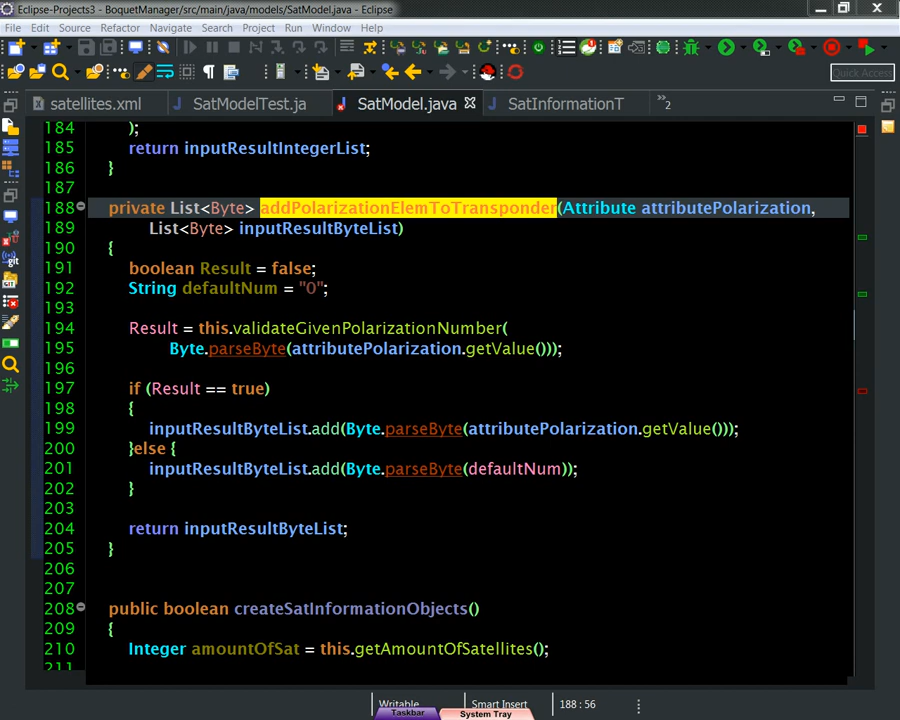 Eclipse-Projects3 - BoquetManager/src/main/java/models/SatModel.java - Eclipse
File Edit Source Refactor Navigate Search Project Run Window Help
Quick Access
satellites.xml SatModelTest.ja SatModel.java SatInformationT »2
184 );
185 return inputResultIntegerList;
186 }
187
188 private List<Byte> addPolarizationElemToTransponder(Attribute attributePolarization,
189 List<Byte> inputResultByteList)
190 {
191 boolean Result = false;
192 String defaultNum = "0";
193
194 Result = this.validateGivenPolarizationNumber(
195 Byte.parseByte(attributePolarization.getValue()));
196
197 if (Result == true)
198 {
199 inputResultByteList.add(Byte.parseByte(attributePolarization.getValue()));
200 }else {
201 inputResultByteList.add(Byte.parseByte(defaultNum));
202 }
203
204 return inputResultByteList;
205 }
206
207
208 public boolean createSatInformationObjects()
209 {
210 Integer amountOfSat = this.getAmountOfSatellites();
211
Writable Smart Insert 188 : 56
Taskbar System Tray